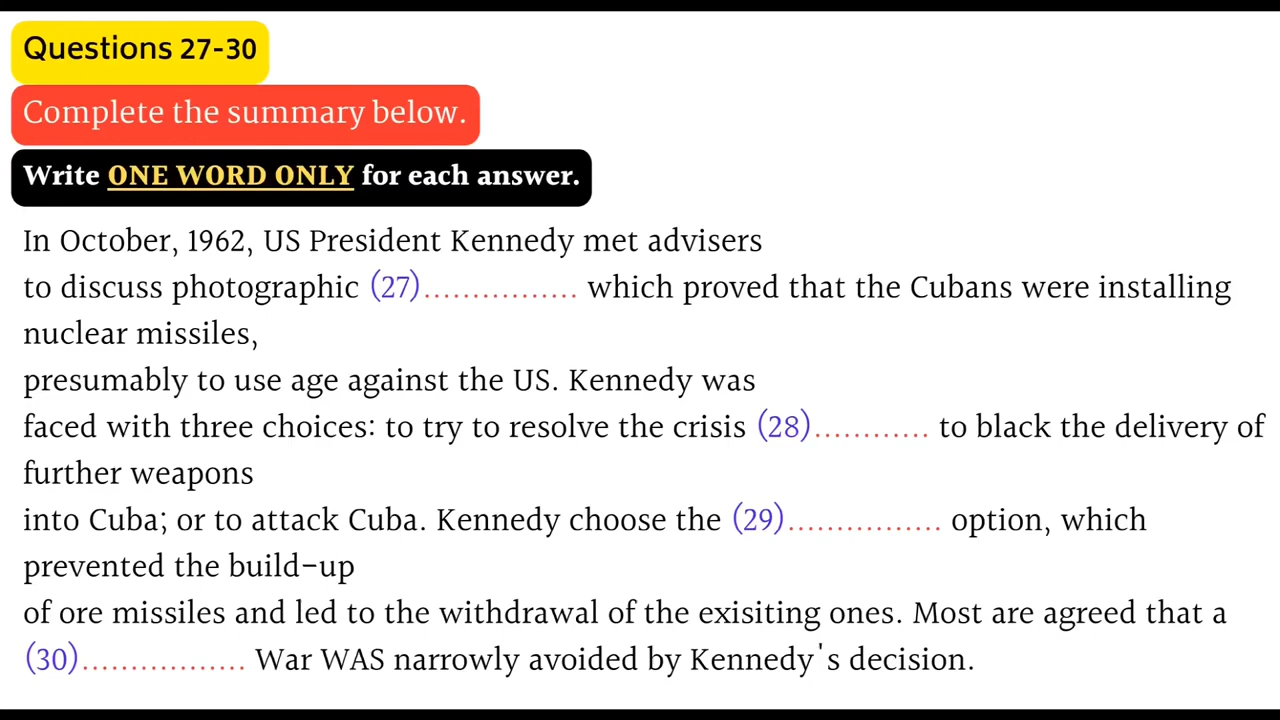 Questions 27-30
Complete the summary below.
Write ONE WORD ONLY for each answer.
In October, 1962, US President Kennedy met advisers
to discuss photographic (27)................ which proved that the Cubans were installing
nuclear missiles,
presumably to use age against the US. Kennedy was
faced with three choices: to try to resolve the crisis (28)............ to black the delivery of
further weapons
into Cuba; or to attack Cuba. Kennedy choose the (29)................ option, which
prevented the build-up
of ore missiles and led to the withdrawal of the exisiting ones. Most are agreed that a
(30)................. War WAS narrowly avoided by Kennedy's decision.